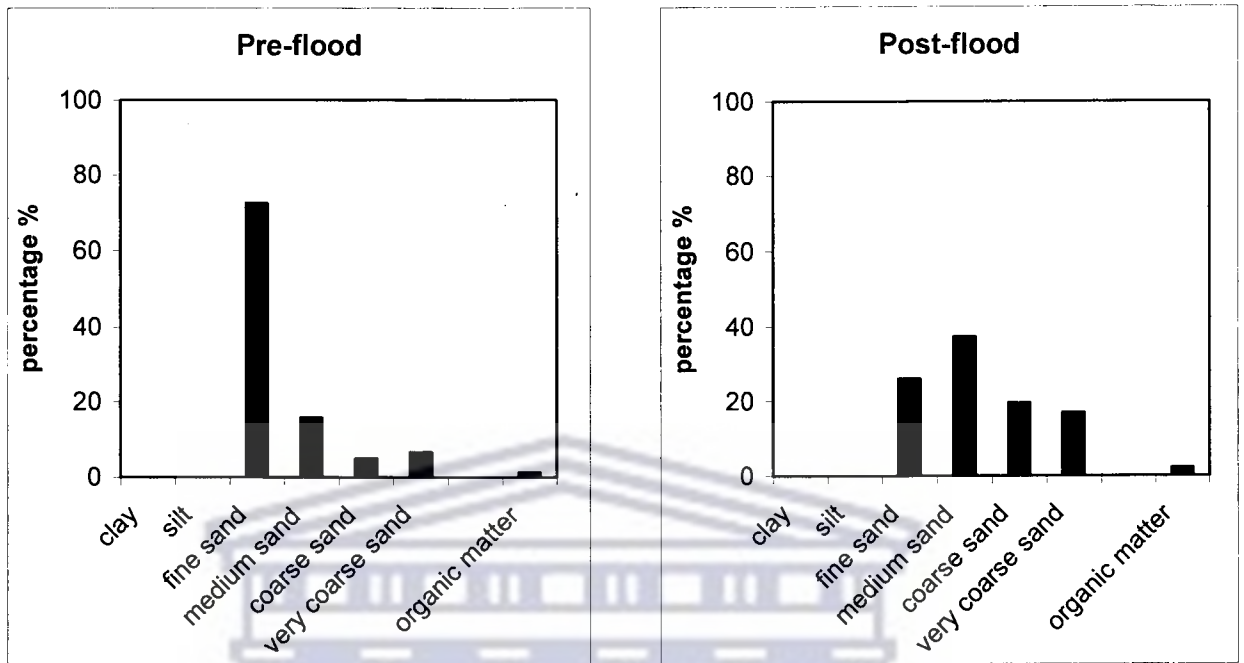 Pre-flood
percentage %
100
80
60
40
20
0
clay
silt
fine sand
medium sand
coarse sand
very coarse sand
organic matter
Post-flood
percentage %
100
80
60
40
20
0
clay
silt
fine sand
medium sand
coarse sand
very coarse sand
organic matter